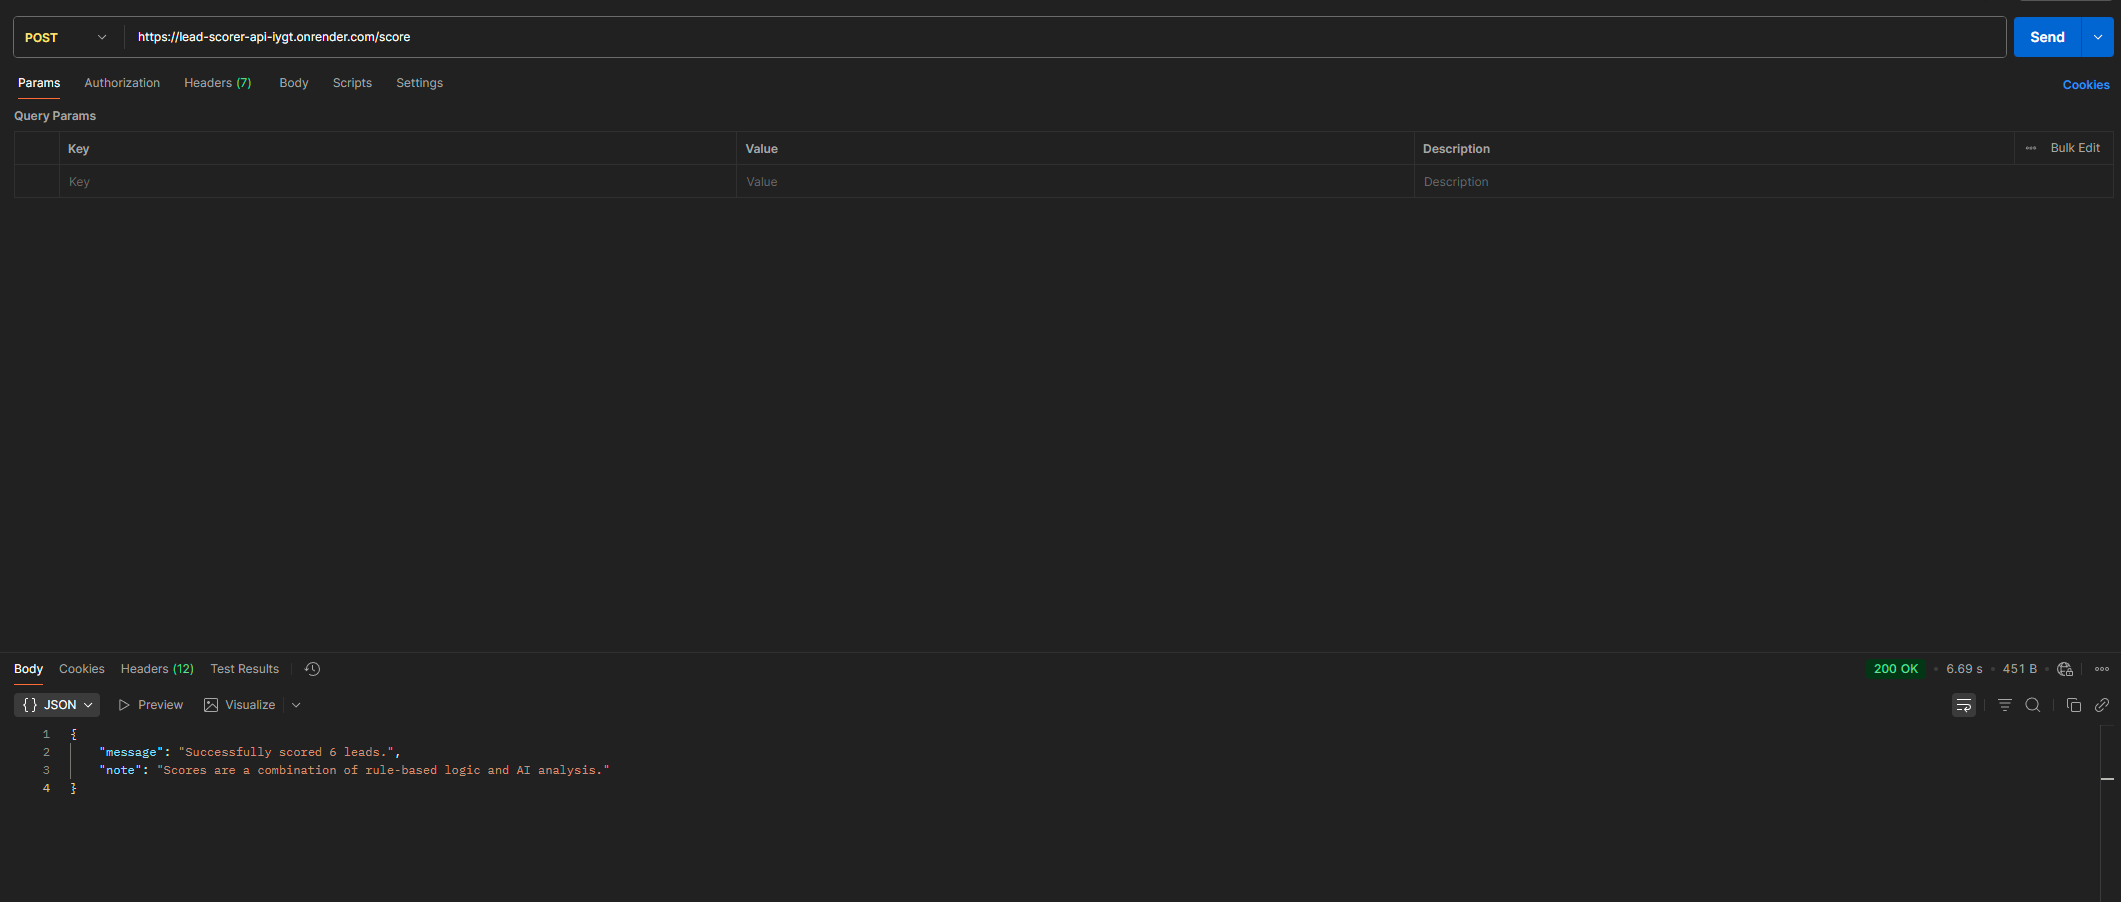 POST https://lead-scorer-api-iygt.onrender.com/score Send
Params Authorization Headers (7) Body Scripts Settings Cookies
Query Params
Key Value Description Bulk Edit
Key Value Description
Body Cookies Headers (12) Test Results 200 OK 6.69 s 451 B
{} JSON Preview Visualize
1 {
2 "message": "Successfully scored 6 leads.",
3 "note": "Scores are a combination of rule-based logic and AI analysis."
4 }